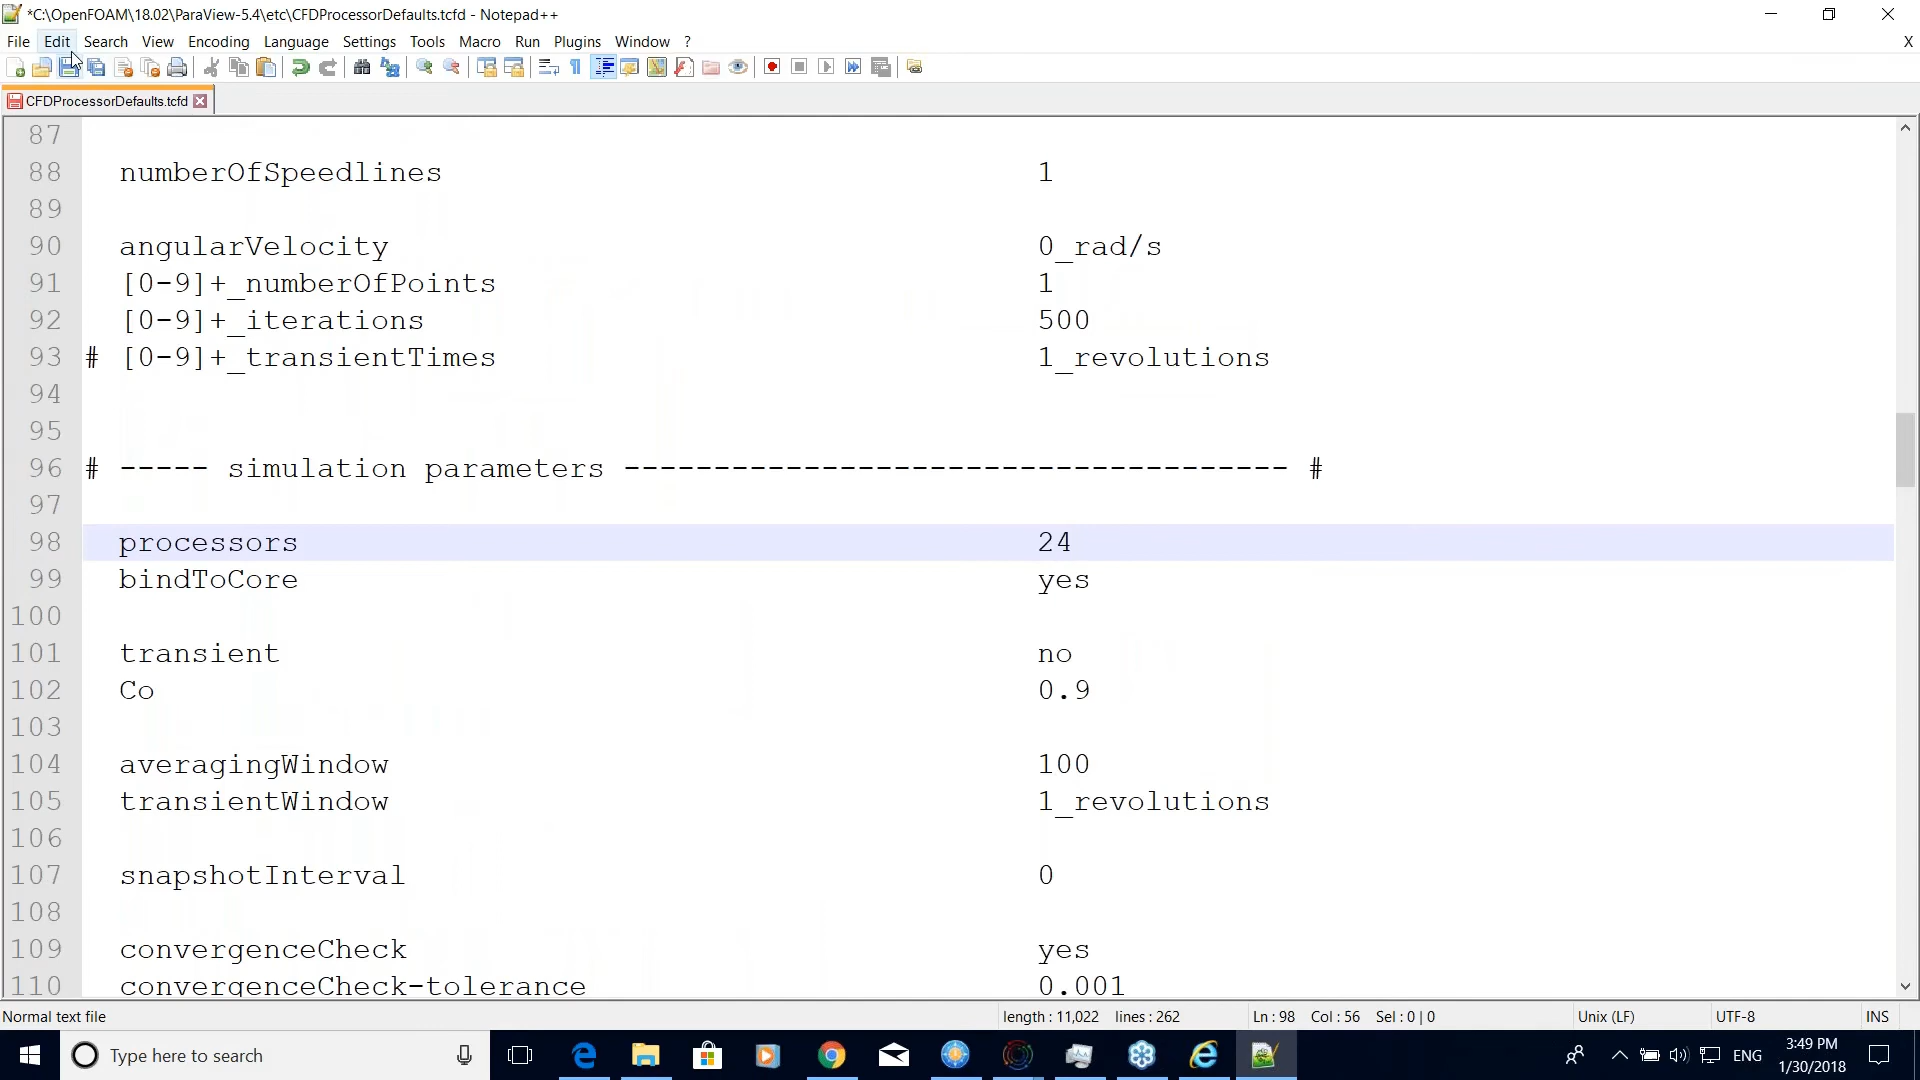 *C:\OpenFOAM\18.02\ParaView-5.4\etc\CFDProcessorDefaults.tcfd - Notepad++
File Edit Search View Encoding Language Settings Tools Macro Run Plugins Window ? X
CFDProcessorDefaults.tcfd
87
88 numberOfSpeedlines 1
89
90 angularVelocity 0_rad/s
91 [0-9]+_numberOfPoints 1
92 [0-9]+_iterations 500
93 # [0-9]+_transientTimes 1_revolutions
94
95
96 # ----- simulation parameters ------------------------------------- #
97
98 processors 24
99 bindToCore yes
100
101 transient no
102 Co 0.9
103
104 averagingWindow 100
105 transientWindow 1_revolutions
106
107 snapshotInterval 0
108
109 convergenceCheck yes
110 convergenceCheck-tolerance 0.001
Normal text file length : 11,022 lines : 262 Ln : 98 Col : 56 Sel : 0 | 0 Unix (LF) UTF-8 INS
Type here to search ENG 3:49 PM
1/30/2018